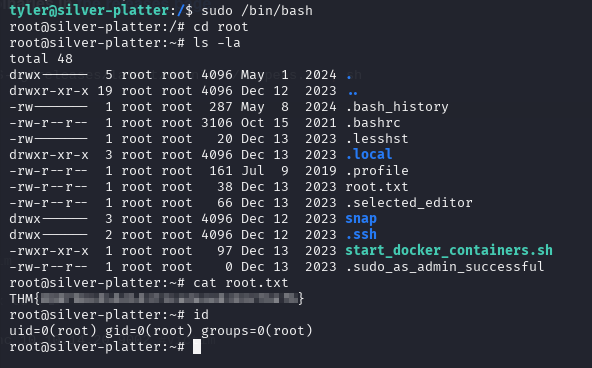 tyler@silver-platter:/$ sudo /bin/bash
root@silver-platter:/# cd root
root@silver-platter:~# ls -la
total 48
drwx------  5 root root 4096 May  1  2024 .
drwxr-xr-x 19 root root 4096 Dec 12  2023 ..
-rw-------  1 root root  287 May  8  2024 .bash_history
-rw-r--r--  1 root root 3106 Oct 15  2021 .bashrc
-rw-------  1 root root   20 Dec 13  2023 .lesshst
drwxr-xr-x  3 root root 4096 Dec 13  2023 .local
-rw-r--r--  1 root root  161 Jul  9  2019 .profile
-rw-r--r--  1 root root   38 Dec 13  2023 root.txt
-rw-r--r--  1 root root   66 Dec 13  2023 .selected_editor
drwx------  3 root root 4096 Dec 12  2023 snap
drwx------  2 root root 4096 Dec 12  2023 .ssh
-rwxr-xr-x  1 root root   97 Dec 13  2023 start_docker_containers.sh
-rw-r--r--  1 root root    0 Dec 13  2023 .sudo_as_admin_successful
root@silver-platter:~# cat root.txt
THM{}
root@silver-platter:~# id
uid=0(root) gid=0(root) groups=0(root)
root@silver-platter:~#